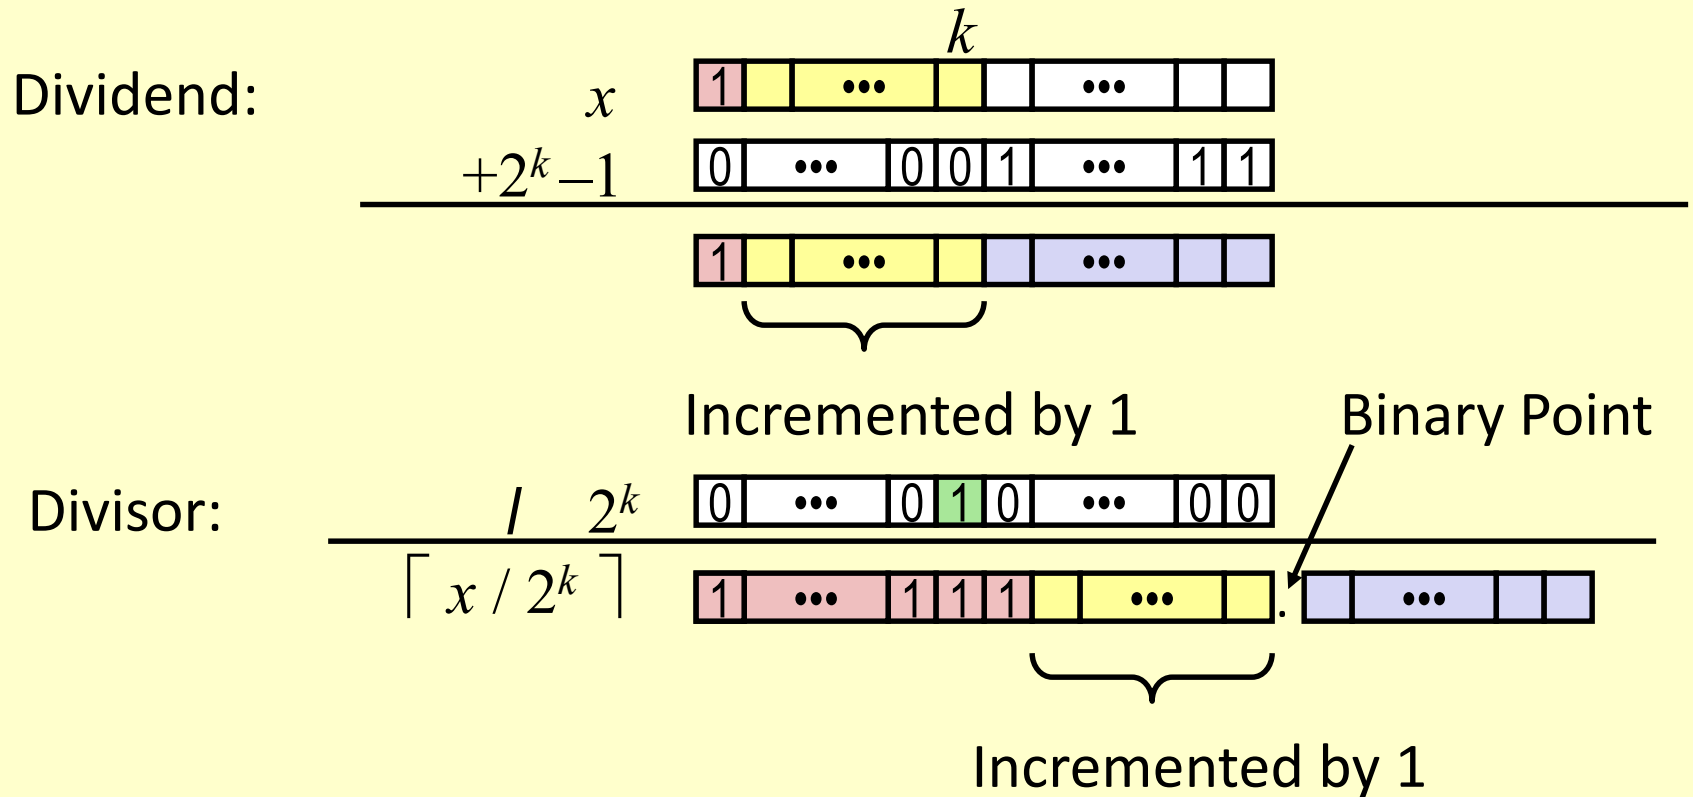 k
Dividend: x 1 ••• •••
+2^k –1 0 ••• 0 0 1 ••• 1 1
1 ••• •••
Incremented by 1 Binary Point
Divisor: / 2^k 0 ••• 0 1 0 ••• 0 0
⌈ x / 2^k ⌉ 1 ••• 1 1 1 ••• . •••
Incremented by 1